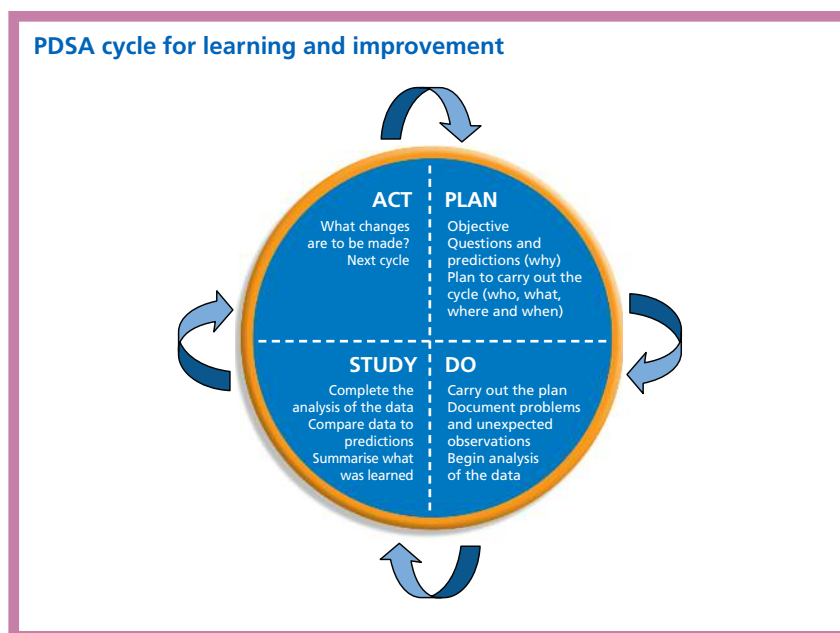 PDSA cycle for learning and improvement
ACT
What changes
are to be made?
Next cycle
PLAN
Objective
Questions and
predictions (why)
Plan to carry out the
cycle (who, what,
where and when)
STUDY
Complete the
analysis of the data
Compare data to
predictions
Summarise what
was learned
DO
Carry out the plan
Document problems
and unexpected
observations
Begin analysis
of the data